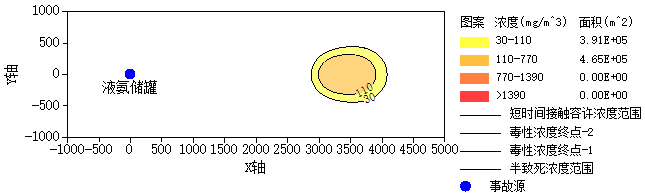 1000
500
0
-500
-1000
Y轴
液氨储罐
110
30
-1000
-500
0
500
1000
1500
2000
2500
3000
3500
4000
4500
5000
X轴
图案 浓度(mg/m^3) 面积(m^2)
30-110 3.91E+05
110-770 4.65E+05
770-1390 0.00E+00
>1390 0.00E+00
短时间接触容许浓度范围
毒性浓度终点-2
毒性浓度终点-1
半致死浓度范围
事故源